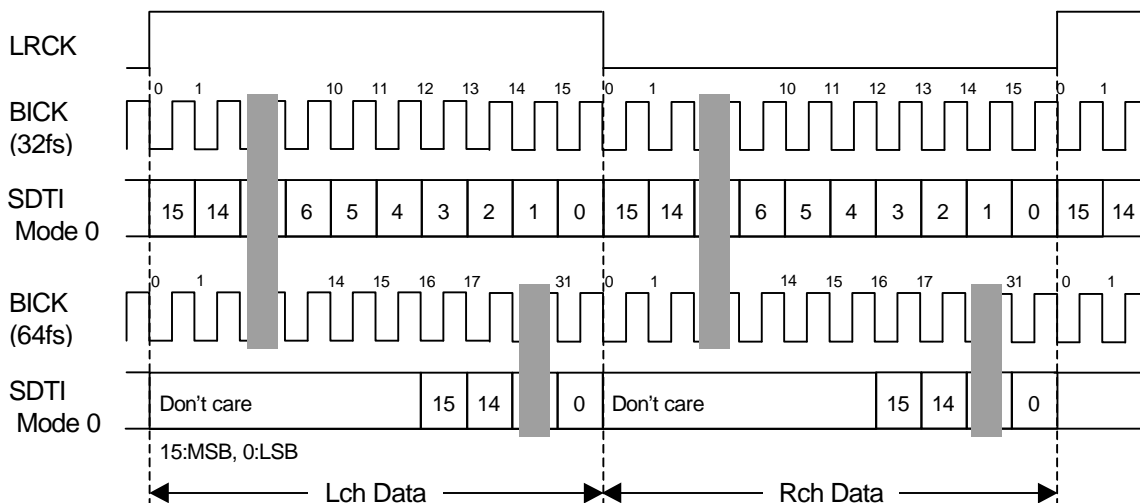 LRCK
0 1 10 11 12 13 14 15 0 1 10 11 12 13 14 15 0 1
BICK
(32fs)
SDTI
Mode 0
15 14 6 5 4 3 2 1 0 15 14 6 5 4 3 2 1 0 15 14
0 1 14 15 16 17 31 0 1 14 15 16 17 31 0 1
BICK
(64fs)
SDTI
Mode 0
Don't care 15 14 0 Don't care 15 14 0
15:MSB, 0:LSB
Lch Data Rch Data